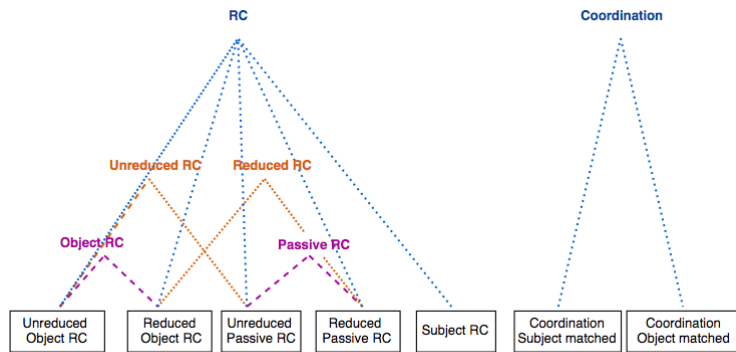 RC
Coordination
Unreduced RC
Reduced RC
Object RC
Passive RC
Unreduced
Object RC
Reduced
Object RC
Unreduced
Passive RC
Reduced
Passive RC
Subject RC
Coordination
Subject matched
Coordination
Object matched